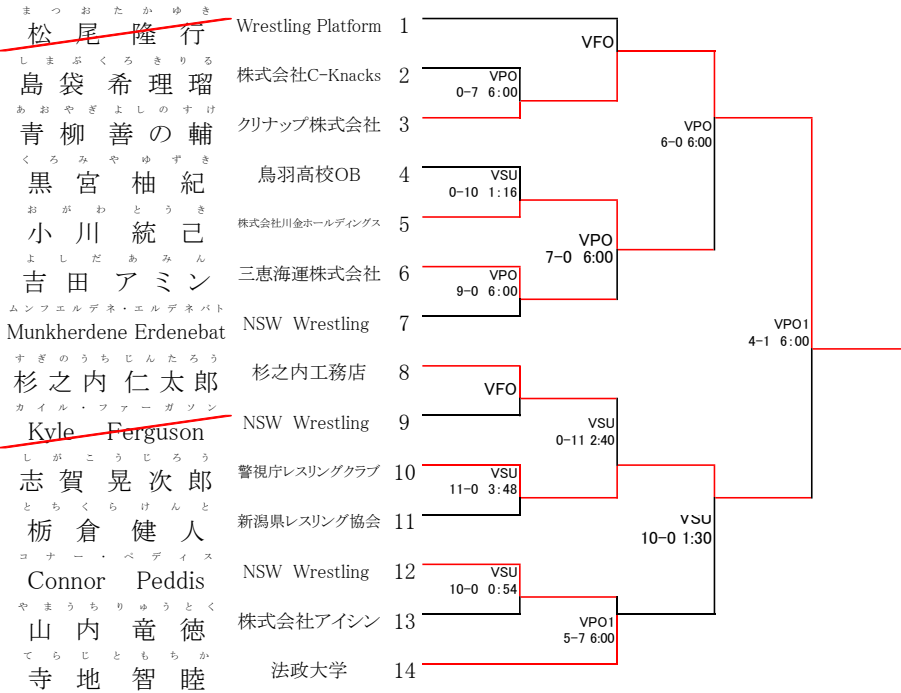 まつおたかゆき
松尾隆行 Wrestling Platform 1
VFO
しまぶくろきりる
島袋希理瑠 株式会社C-Knacks 2
VPO
0-7 6:00
あおやぎよしのすけ
青柳善の輔 クリナップ株式会社 3
VPO
6-0 6:00
くろみやゆずき
黒宮柚紀 鳥羽高校OB 4
VSU
0-10 1:16
おがわとうき
小川統己 株式会社川金ホールディングス 5
VPO
7-0 6:00
よしだあみん
吉田アミン 三恵海運株式会社 6
VPO
9-0 6:00
ムンフエルデネ・エルデネバト
Munkherdene Erdenebat NSW Wrestling 7
VPO1
4-1 6:00
すぎのうちじんたろう
杉之内仁太郎 杉之内工務店 8
VFO
カイル・ファーガソン
Kyle Ferguson NSW Wrestling 9
VSU
0-11 2:40
しがこうじろう
志賀晃次郎 警視庁レスリングクラブ 10
VSU
11-0 3:48
とちくらけんと
栃倉健人 新潟県レスリング協会 11
VSU
10-0 1:30
コナー・ペディス
Connor Peddis NSW Wrestling 12
VSU
10-0 0:54
やまうちりゅうとく
山内竜徳 株式会社アイシン 13
VPO1
5-7 6:00
てらじともちか
寺地智睦 法政大学 14